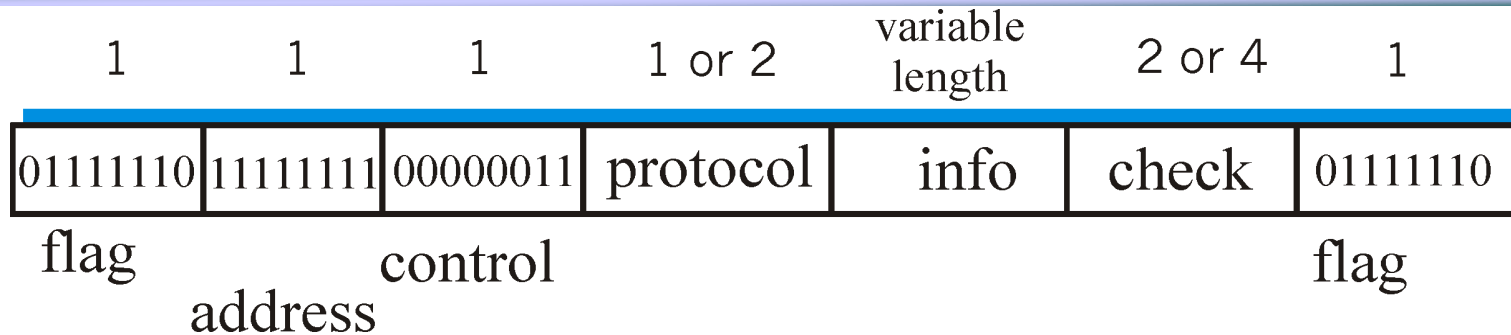 1 1 1 1 or 2 variable length 2 or 4 1
01111110 11111111 00000011 protocol info check 01111110
flag address control flag